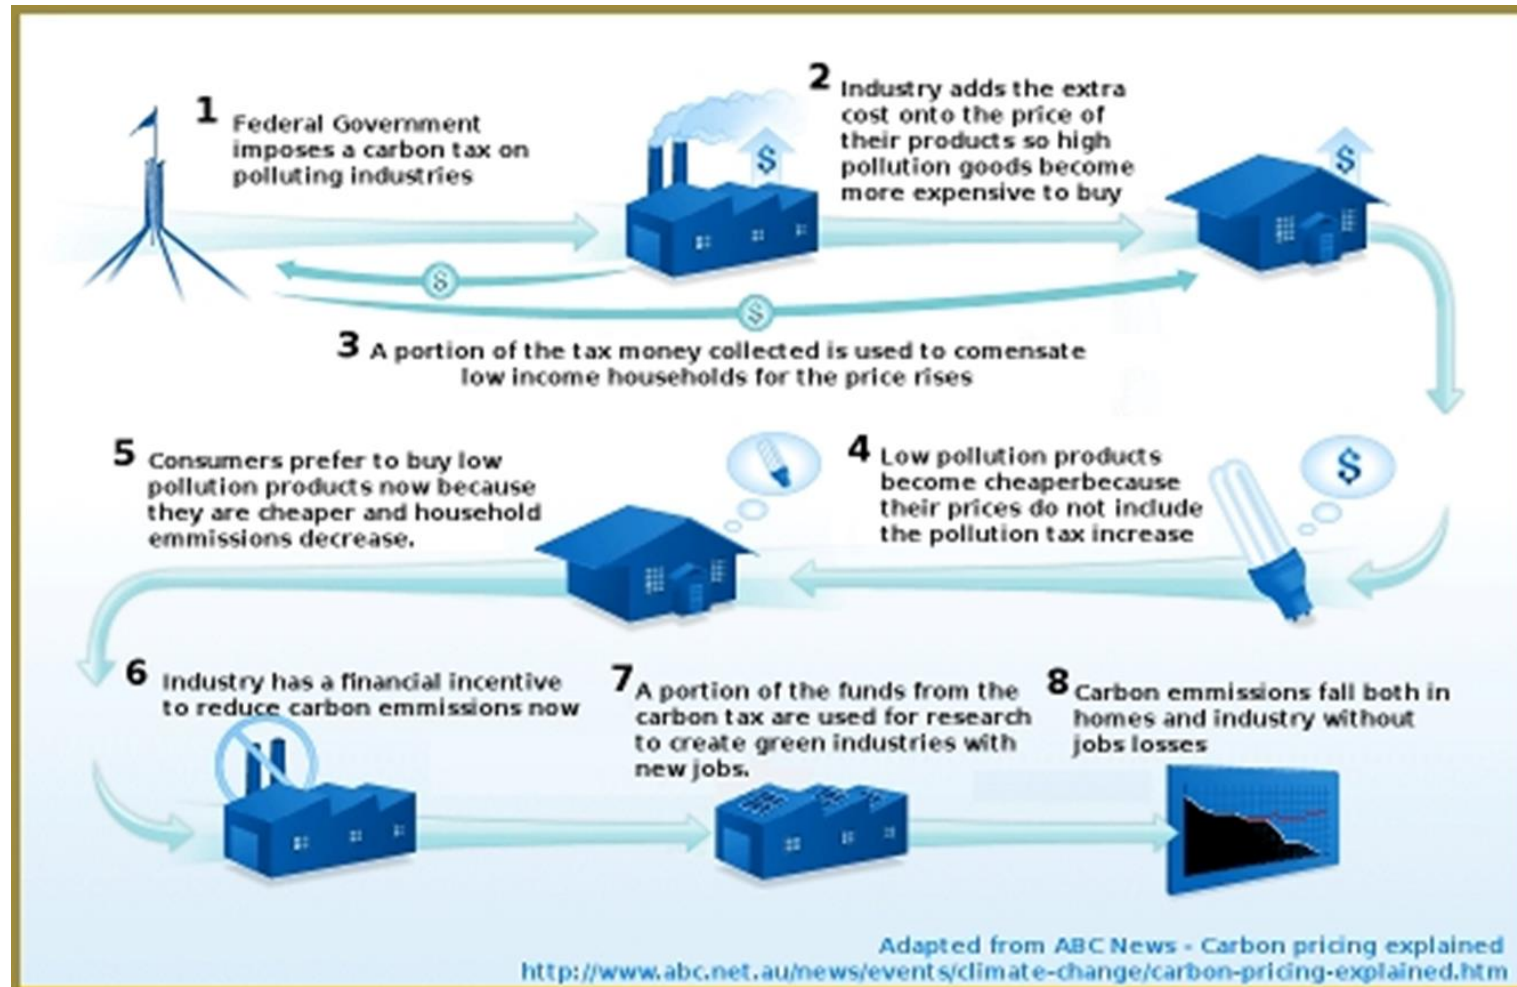 1 Federal Government
imposes a carbon tax on
polluting industries
2 Industry adds the extra
cost onto the price of
their products so high
pollution goods become
more expensive to buy
$
$
$
$
3 A portion of the tax money collected is used to comensate
low income households for the price rises
4 Low pollution products
become cheaperbecause
their prices do not include
the pollution tax increase
$
5 Consumers prefer to buy low
pollution products now because
they are cheaper and household
emmissions decrease.
6 Industry has a financial incentive
to reduce carbon emmissions now
7 A portion of the funds from the
carbon tax are used for research
to create green industries with
new jobs.
8 Carbon emmissions fall both in
homes and industry without
jobs losses
Adapted from ABC News - Carbon pricing explained
http://www.abc.net.au/news/events/climate-change/carbon-pricing-explained.htm